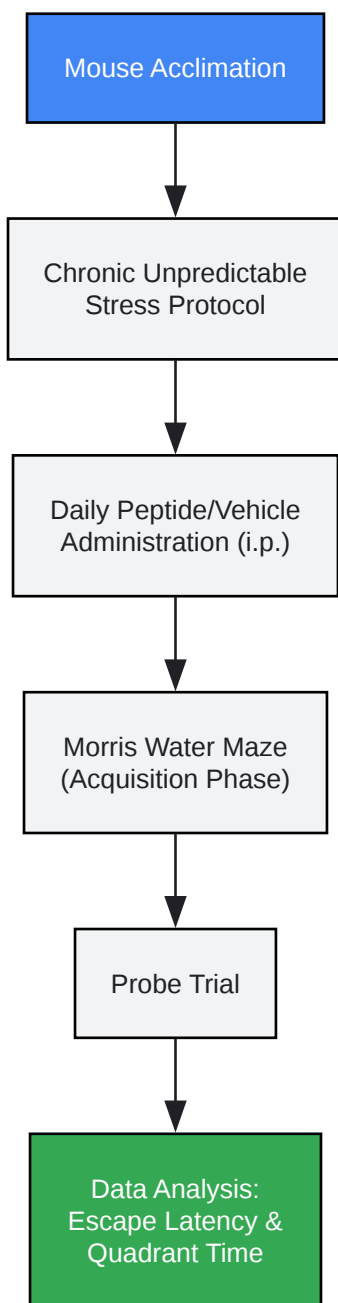 Mouse Acclimation
Chronic Unpredictable
Stress Protocol
Daily Peptide/Vehicle
Administration (i.p.)
Morris Water Maze
(Acquisition Phase)
Probe Trial
Data Analysis:
Escape Latency &
Quadrant Time